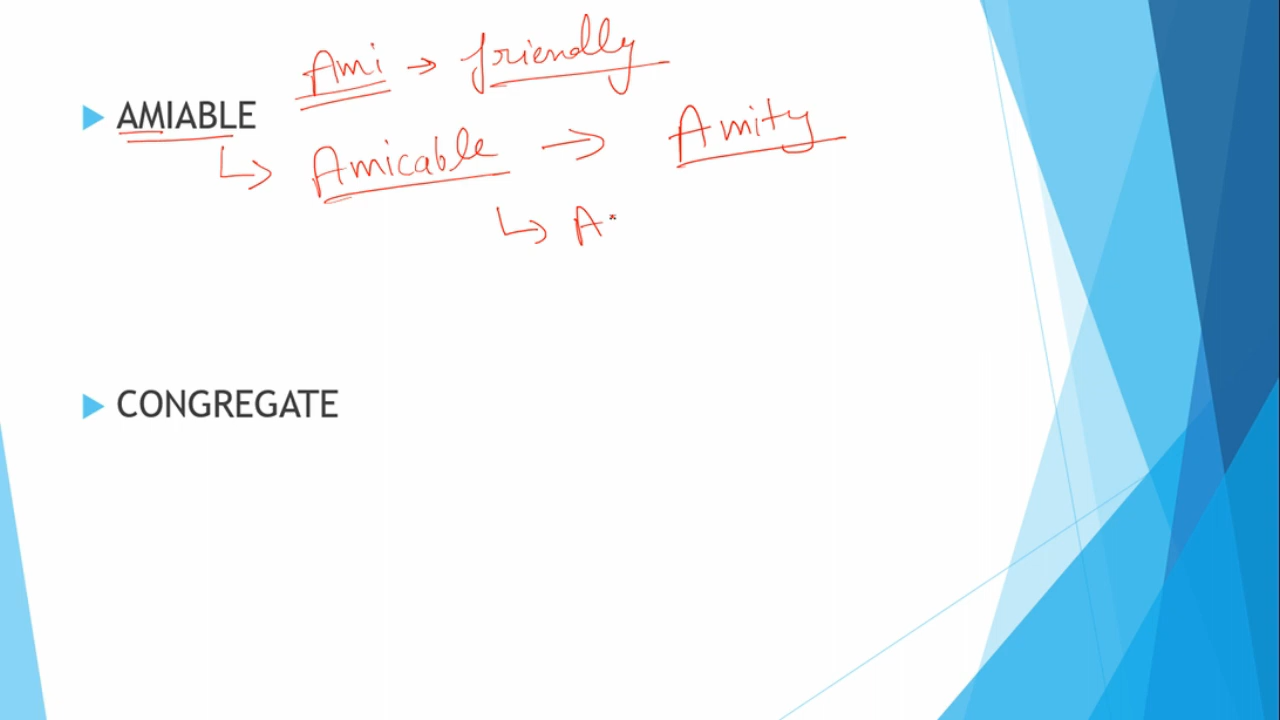 Ami → friendly
AMIABLE
↳ Amicable → Amity
↳ A
CONGREGATE